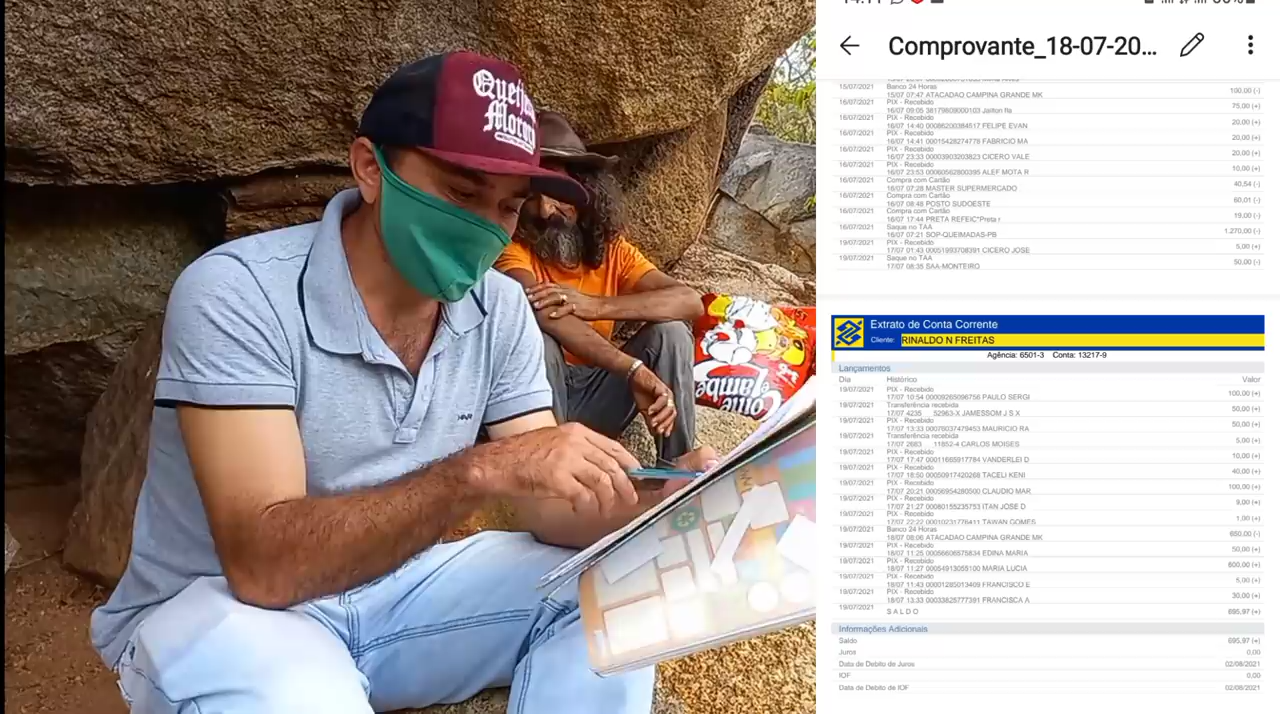 Comprovante_18-07-20...
15/07/2021 Banco 24 Horas
15/07 07:47 ATACADAO CAMPINA GRANDE MK 100,00 (-)
PIX - Recebido
16/07/2021 16/07 09:05 38179809000103 Jailton Ra 75,00 (+)
PIX - Recebido
16/07/2021 16/07 14:40 00086200384517 FELIPE EVAN 20,00 (+)
PIX - Recebido
16/07/2021 16/07 14:41 00015428274778 FABRICIO MA 20,00 (+)
PIX - Recebido
16/07/2021 16/07 23:33 00003903203823 CICERO VALE 20,00 (+)
PIX - Recebido
16/07/2021 16/07 23:53 00060562800395 ALEF MOTA R 10,00 (+)
Compra com Cartão
16/07/2021 16/07 07:28 MASTER SUPERMERCADO 40,54 (-)
Compra com Cartão
16/07/2021 16/07 08:48 POSTO SUDOESTE 60,01 (-)
Compra com Cartão
16/07/2021 16/07 17:44 PRETA REFEIC*Preta r 19,00 (-)
16/07/2021 Saque no TAA
16/07 07:21 SOP-QUEIMADAS-PB 1.270,00 (-)
19/07/2021 PIX - Recebido
17/07 01:43 00051993708391 CICERO JOSE 5,00 (+)
19/07/2021 Saque no TAA
17/07 08:35 SAA-MONTEIRO 50,00 (-)
Extrato de Conta Corrente
Cliente: RINALDO N FREITAS
Agência: 6501-3 Conta: 13217-9
Lançamentos
Dia Histórico Valor
19/07/2021 PIX - Recebido
17/07 10:54 00009265096756 PAULO SERGI 100,00 (+)
19/07/2021 Transferência recebida
17/07 4235 52963-X JAMESSOM J S X 50,00 (+)
19/07/2021 PIX - Recebido
17/07 13:33 00076037479453 MAURICIO RA 50,00 (+)
19/07/2021 Transferência recebida
17/07 2683 11852-4 CARLOS MOISES 5,00 (+)
19/07/2021 PIX - Recebido
17/07 17:47 00011665917784 VANDERLEI D 10,00 (+)
19/07/2021 PIX - Recebido
17/07 18:50 00050917420268 TACELI KENI 40,00 (+)
19/07/2021 PIX - Recebido
17/07 20:21 00056954280500 CLAUDIO MAR 100,00 (+)
19/07/2021 PIX - Recebido
17/07 21:27 00080155235753 ITAN JOSE D 9,00 (+)
19/07/2021 PIX - Recebido
17/07 22:22 00010231776411 TAWAN GOMES 1,00 (+)
19/07/2021 Banco 24 Horas
18/07 08:06 ATACADAO CAMPINA GRANDE MK 650,00 (-)
19/07/2021 PIX - Recebido
18/07 11:25 00056606575834 EDINA MARIA 50,00 (+)
19/07/2021 PIX - Recebido
18/07 11:27 00054913055100 MARIA LUCIA 600,00 (+)
19/07/2021 PIX - Recebido
18/07 11:43 00001285013409 FRANCISCO E 5,00 (+)
19/07/2021 PIX - Recebido
18/07 13:33 00033825777391 FRANCISCA A 30,00 (+)
19/07/2021 S A L D O 695,97 (+)
Informações Adicionais
Saldo 695,97 (+)
Juros 0,00
Data de Debito de Juros 02/08/2021
IOF 0,00
Data de Debito de IOF 02/08/2021